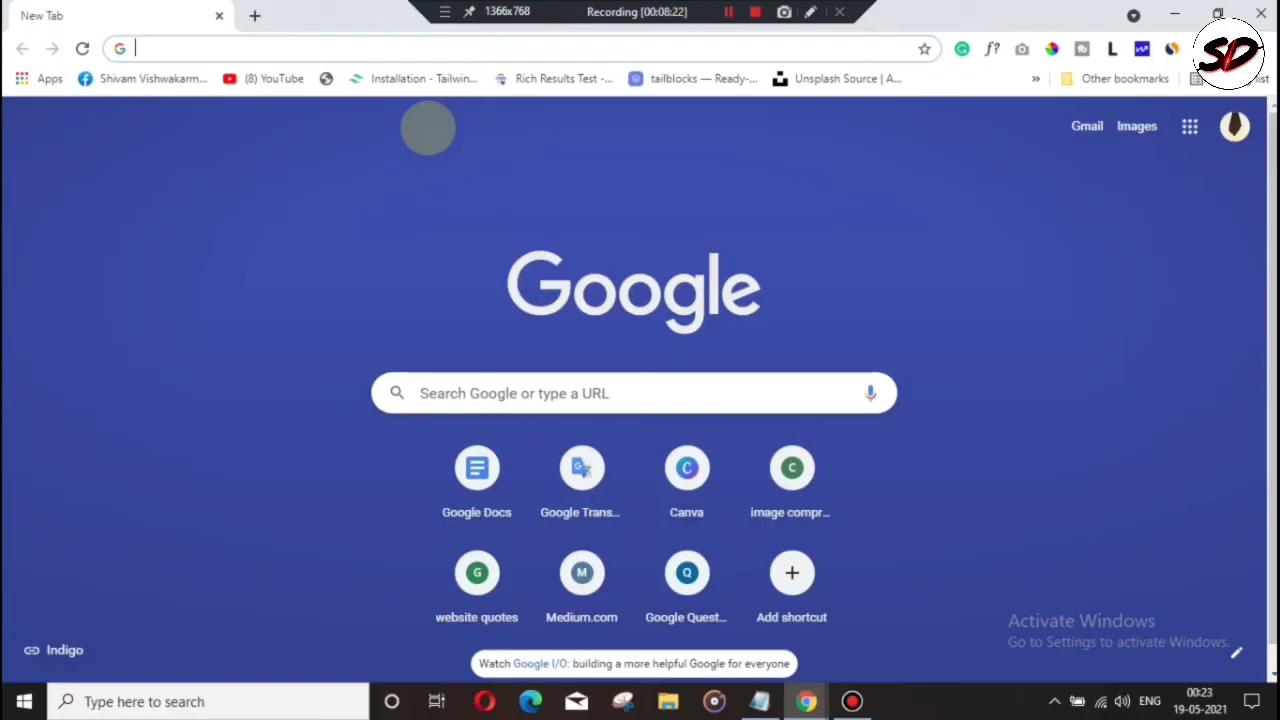 New Tab
1366x768
Recording [00:08:22]
SD
Apps
Shivam Vishwakarm...
(8) YouTube
Installation - Tailwin...
Rich Results Test -...
tailblocks — Ready-...
Unsplash Source | A...
»
Other bookmarks
f?
L
Gmail
Images
Google
Search Google or type a URL
Google Docs
Google Trans...
Canva
C
image compr...
G
website quotes
M
Medium.com
Q
Google Quest...
Add shortcut
Activate Windows
Go to Settings to activate Windows.
Indigo
Watch Google I/O: building a more helpful Google for everyone
Type here to search
ENG
00:23
19-05-2021